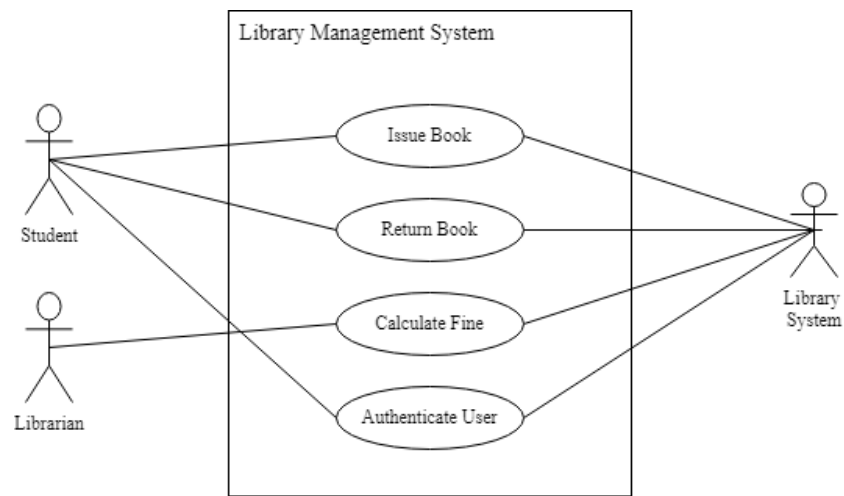 Library Management System
Issue Book
Return Book
Student
Calculate Fine
Library
System
Authenticate User
Librarian